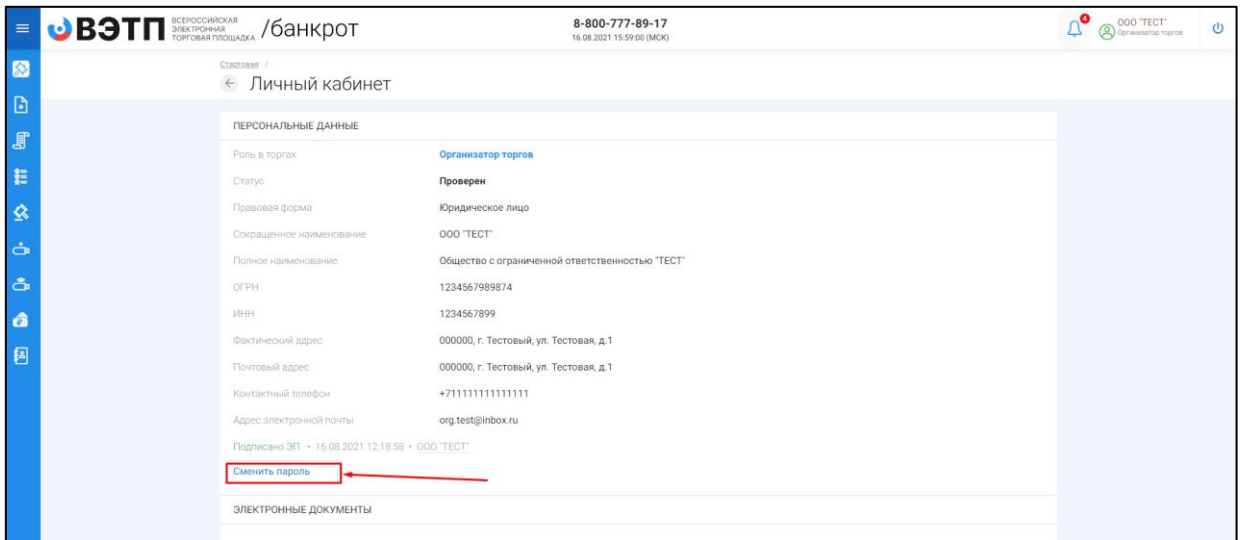 ВЭТП
ВСЕРОССИЙСКАЯ
ЭЛЕКТРОННАЯ
ТОРГОВАЯ ПЛОЩАДКА
/банкрот
8-800-777-89-17
16.08.2021 15:59:00 (МСК)
4
ООО "ТЕСТ"
Организатор торгов
Стартовая /
Личный кабинет
ПЕРСОНАЛЬНЫЕ ДАННЫЕ
Роль в торгах Организатор торгов
Статус Проверен
Правовая форма Юридическое лицо
Сокращенное наименование ООО "ТЕСТ"
Полное наименование Общество с ограниченной ответственностью "ТЕСТ"
ОГРН 1234567989874
ИНН 1234567899
Фактический адрес 000000, г. Тестовый, ул. Тестовая, д.1
Почтовый адрес 000000, г. Тестовый, ул. Тестовая, д.1
Контактный телефон +711111111111111
Адрес электронной почты org.test@inbox.ru
Подписано ЭП • 16.08.2021 12:18:58 • ООО "ТЕСТ"
Сменить пароль
ЭЛЕКТРОННЫЕ ДОКУМЕНТЫ